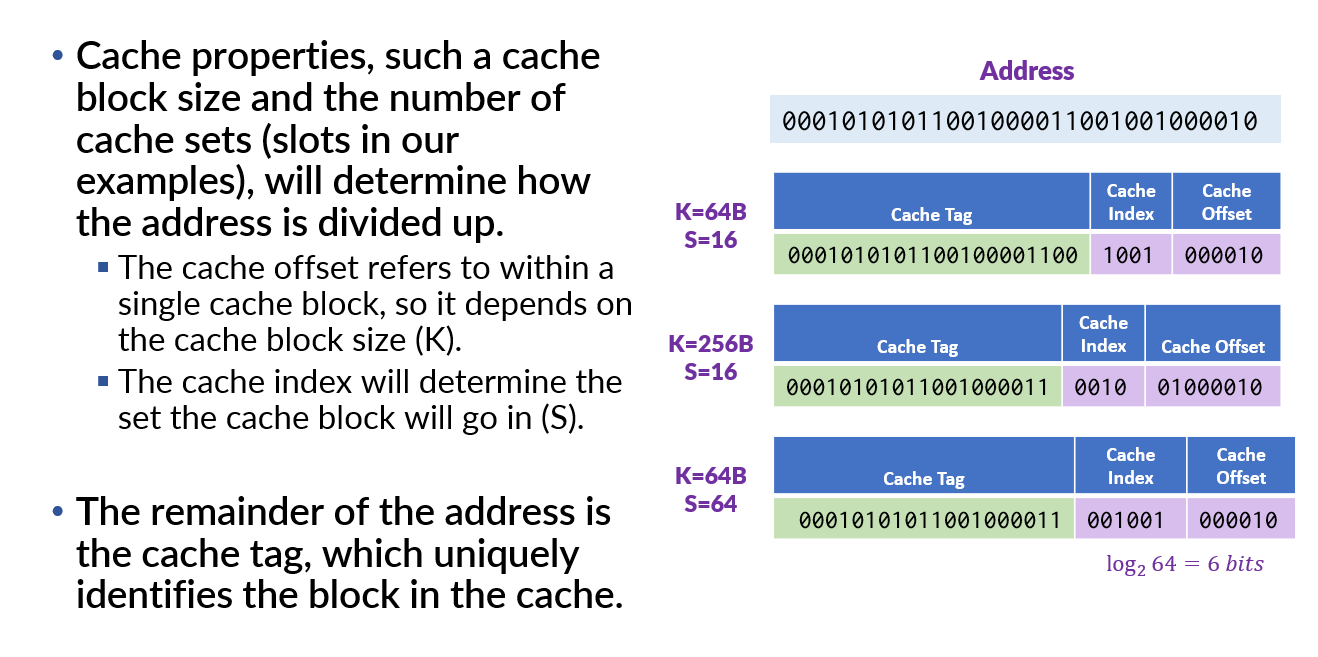 • Cache properties, such a cache
block size and the number of
cache sets (slots in our
examples), will determine how
the address is divided up.
▪ The cache offset refers to within a
single cache block, so it depends on
the cache block size (K).
▪ The cache index will determine the
set the cache block will go in (S).
• The remainder of the address is
the cache tag, which uniquely
identifies the block in the cache.
Address
00010101011001000011001001000010
K=64B
S=16
Cache Tag
Cache
Index
Cache
Offset
0001010101100100001100 1001 000010
K=256B
S=16
Cache Tag
Cache
Index
Cache Offset
00010101011001000011 0010 01000010
K=64B
S=64
Cache Tag
Cache
Index
Cache
Offset
00010101011001000011 001001 000010
log₂ 64 = 6 bits